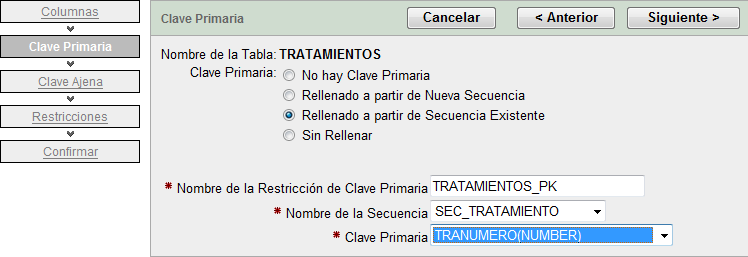 Columnas
Clave Primaria
Clave Ajena
Restricciones
Confirmar
Clave Primaria
Cancelar
< Anterior
Siguiente >
Nombre de la Tabla: TRATAMIENTOS
Clave Primaria: No hay Clave Primaria
Rellenado a partir de Nueva Secuencia
Rellenado a partir de Secuencia Existente
Sin Rellenar
* Nombre de la Restricción de Clave Primaria TRATAMIENTOS_PK
* Nombre de la Secuencia SEC_TRATAMIENTO
* Clave Primaria TRANUMERO(NUMBER)